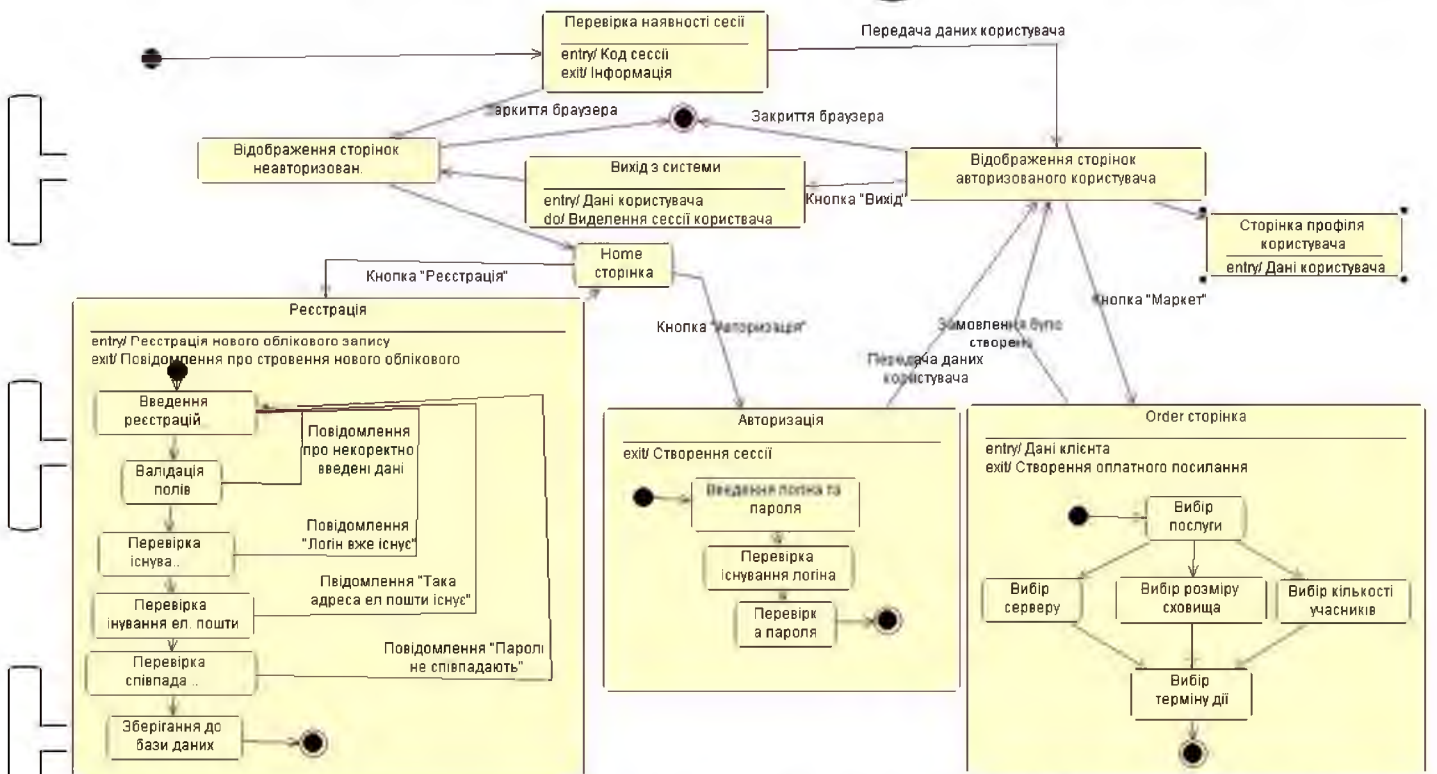 Перевірка наявності сесії
entry/ Код сессії
exit/ Інформація
Передача даних користувача
Закриття браузера
Відображення сторінок
неавторизован.
Вихід з системи
entry/ Дані користувача
do/ Виделення сессії користвача
Кнопка "Вихід"
Відображення сторінок
авторизованого користувача
Сторінка профіля
користувача
entry/ Дані користувача
Home
сторінка
Кнопка "Реєстрація"
Кнопка "Авторизація"
Кнопка "Маркет"
Замовлення було
створен
Передача даних
користувача
Реєстрація
entry/ Реєстрація нового облікового запису
exit/ Повідомлення про стровення нового облікового
Введення
реєстрацій..
Повідомлення
про некоректно
введені дані
Валідація
полів
Повідомлення
"Логін вже існує"
Перевірка
існува..
Пвідомлення "Така
адреса ел пошти існує"
Перевірка
інування ел. пошти
Повідомлення "Паролі
не співпадають"
Перевірка
співпада ..
Зберігання до
бази даних
Авторизація
exit/ Створення сессії
Введення логіна та
пароля
Перевірка
існування логіна
Перевірк
а пароля
Order сторінка
entry/ Дані клієнта
exit/ Створення оплатного посилання
Вибір
послуги
Вибір
серверу
Вибір розміру
сховища
Вибір кількості
учасників
Вибір
терміну дії